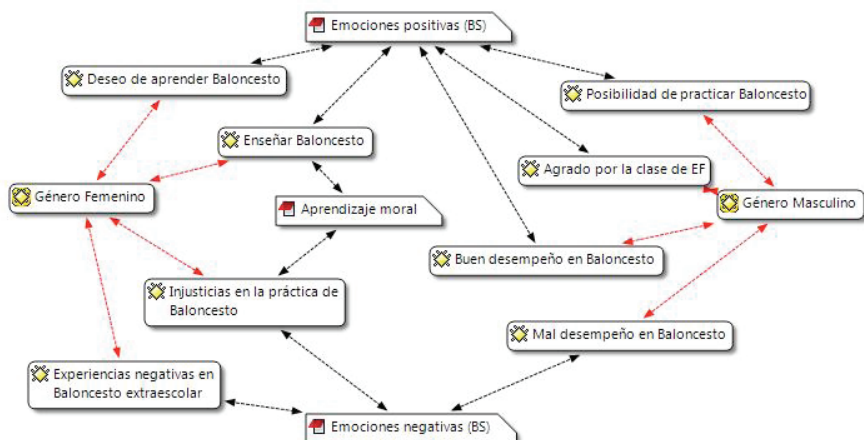 Emociones positivas (BS)
Deseo de aprender Baloncesto
Posibilidad de practicar Baloncesto
Enseñar Baloncesto
Agrado por la clase de EF
Género Femenino
Género Masculino
Aprendizaje moral
Buen desempeño en Baloncesto
Injusticias en la práctica de
Baloncesto
Mal desempeño en Baloncesto
Experiencias negativas en
Baloncesto extraescolar
Emociones negativas (BS)